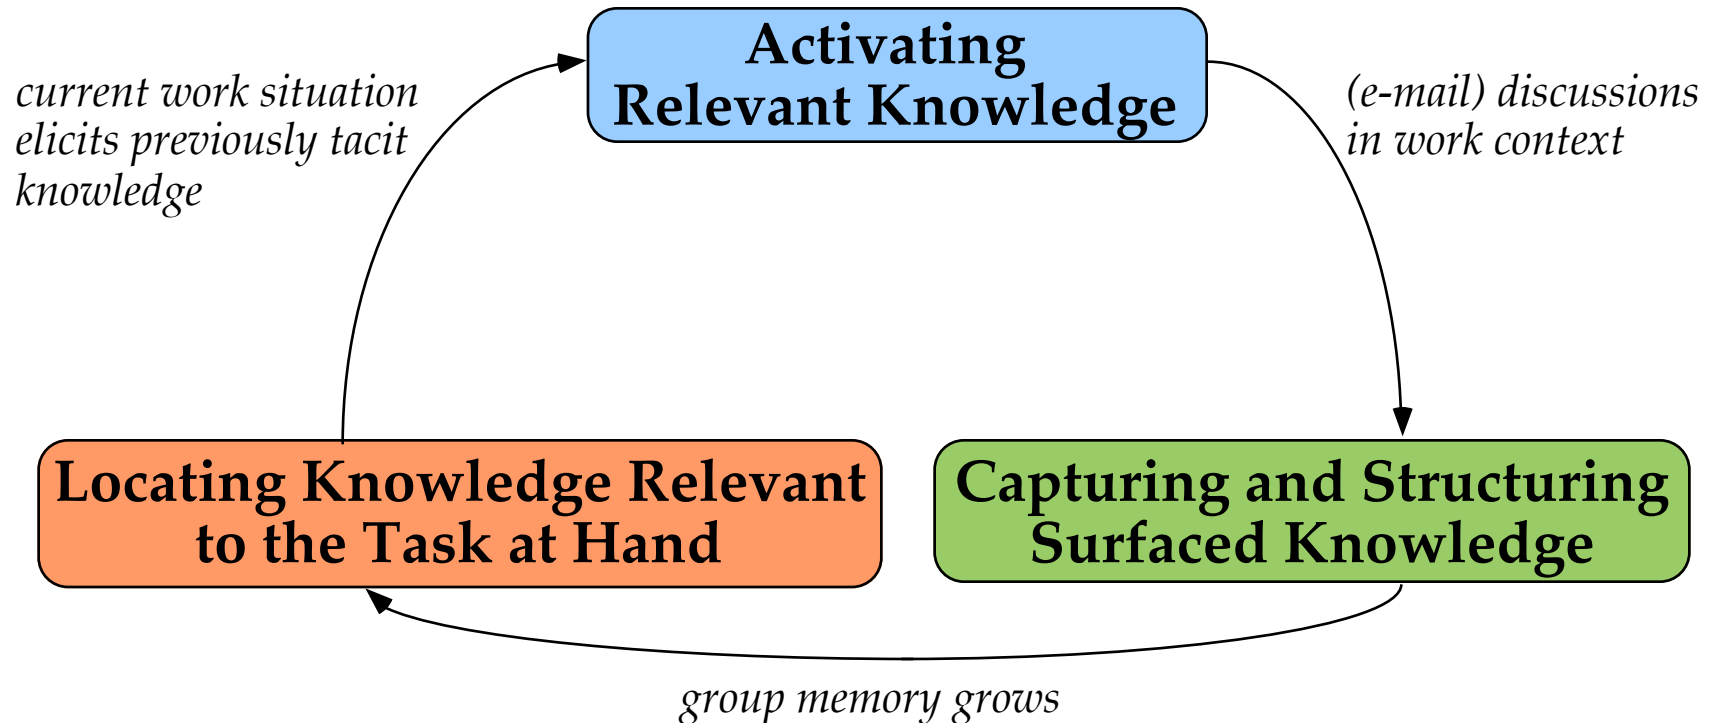 Activating
Relevant Knowledge
current work situation
elicits previously tacit
knowledge
(e-mail) discussions
in work context
Locating Knowledge Relevant
to the Task at Hand
Capturing and Structuring
Surfaced Knowledge
group memory grows